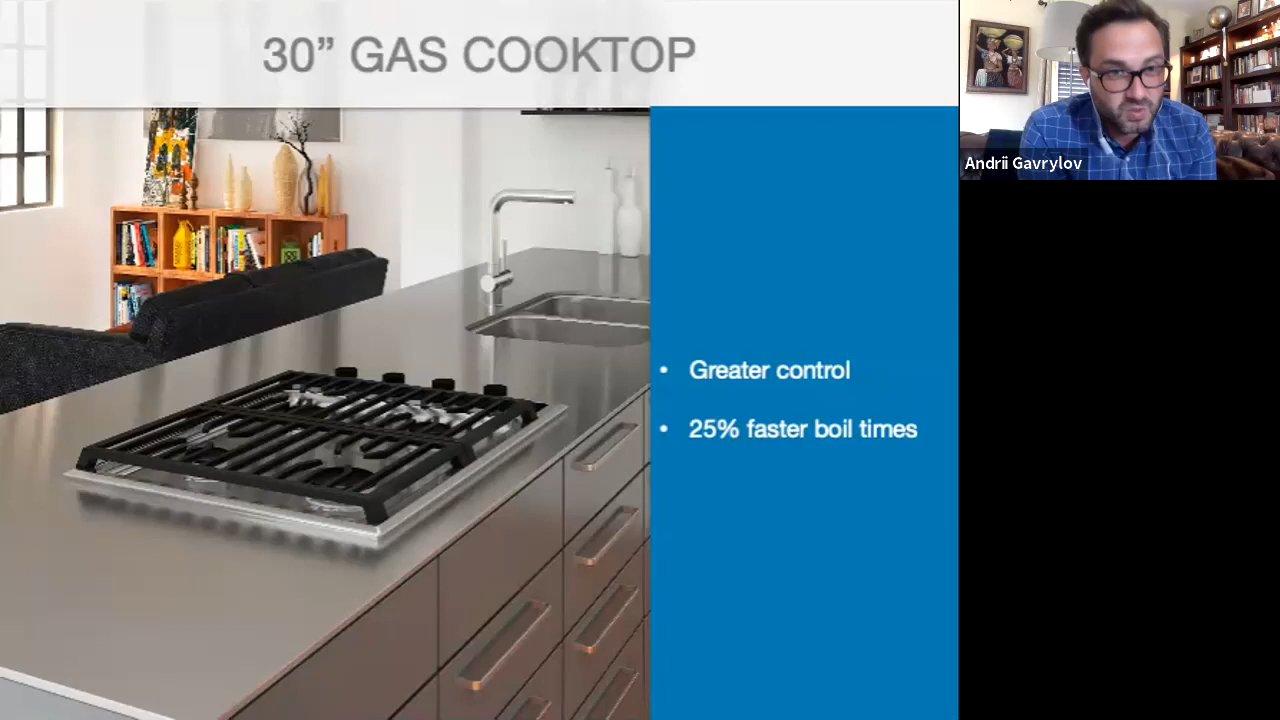 30” GAS COOKTOP
Andrii Gavrylov
• Greater control
• 25% faster boil times